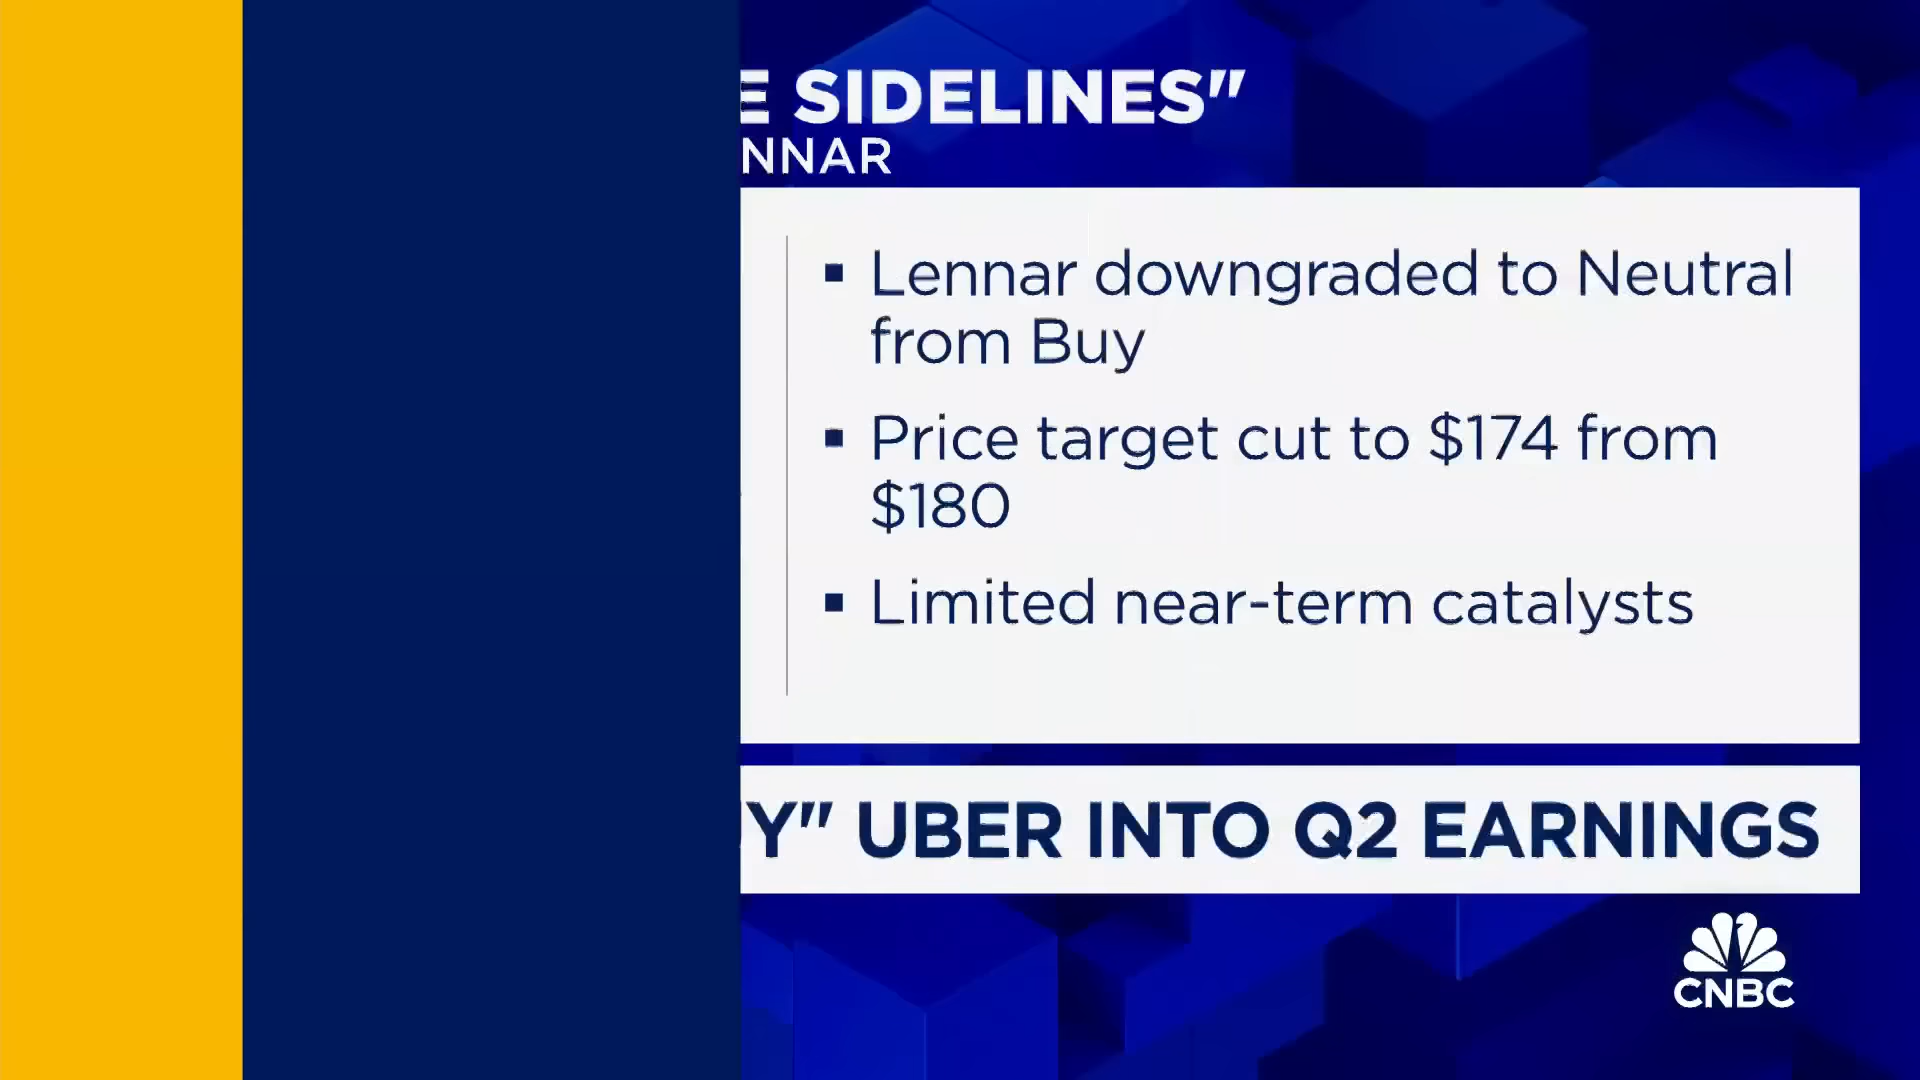 E SIDELINES"
NNAR
▪ Lennar downgraded to Neutral
from Buy
▪ Price target cut to $174 from
$180
▪ Limited near-term catalysts
Y" UBER INTO Q2 EARNINGS
CNBC